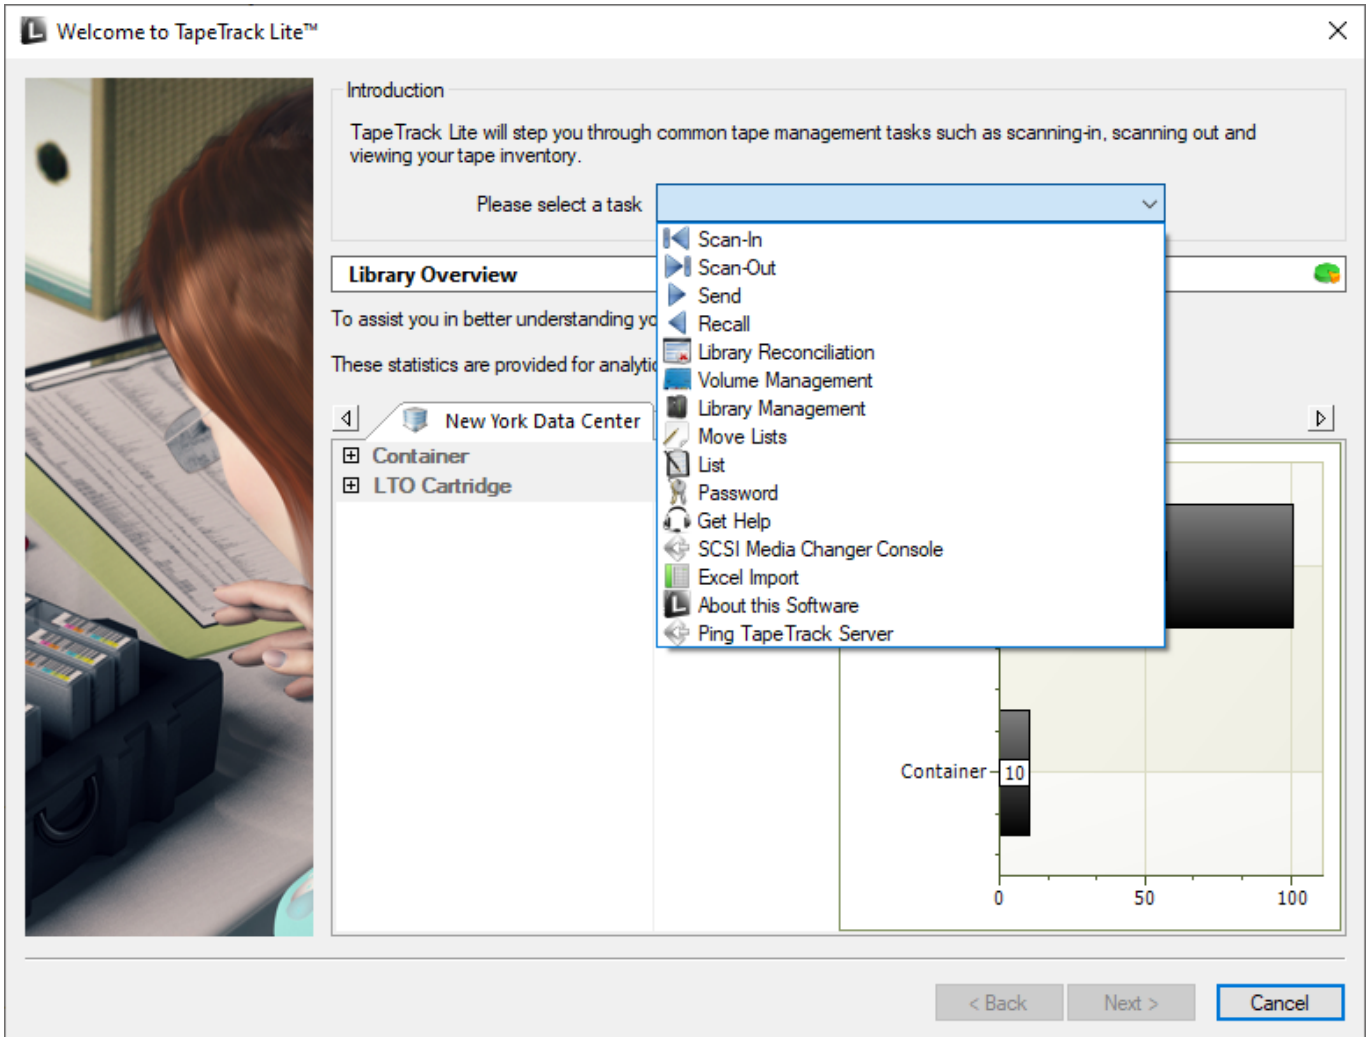 Welcome to TapeTrack Lite™
Introduction
TapeTrack Lite will step you through common tape management tasks such as scanning-in, scanning out and
viewing your tape inventory.
Please select a task
Scan-In
Scan-Out
Send
Recall
Library Reconciliation
Volume Management
Library Management
Move Lists
List
Password
Get Help
SCSI Media Changer Console
Excel Import
About this Software
Ping TapeTrack Server
Library Overview
To assist you in better understanding
These statistics are provided for
New York Data Center
Container
LTO Cartridge
Container
10
0
50
100
< Back
Next >
Cancel